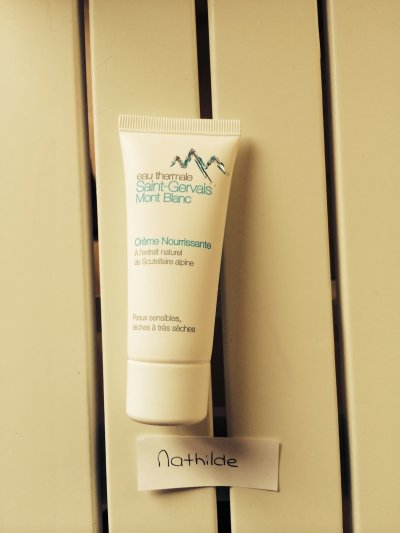 eau thermale
Saint-Gervais
Mont Blanc
Crème Nourrissante
A l'extrait naturel
de Scutellaire alpine
Peaux sensibles,
sèches à très sèches
Mathilde